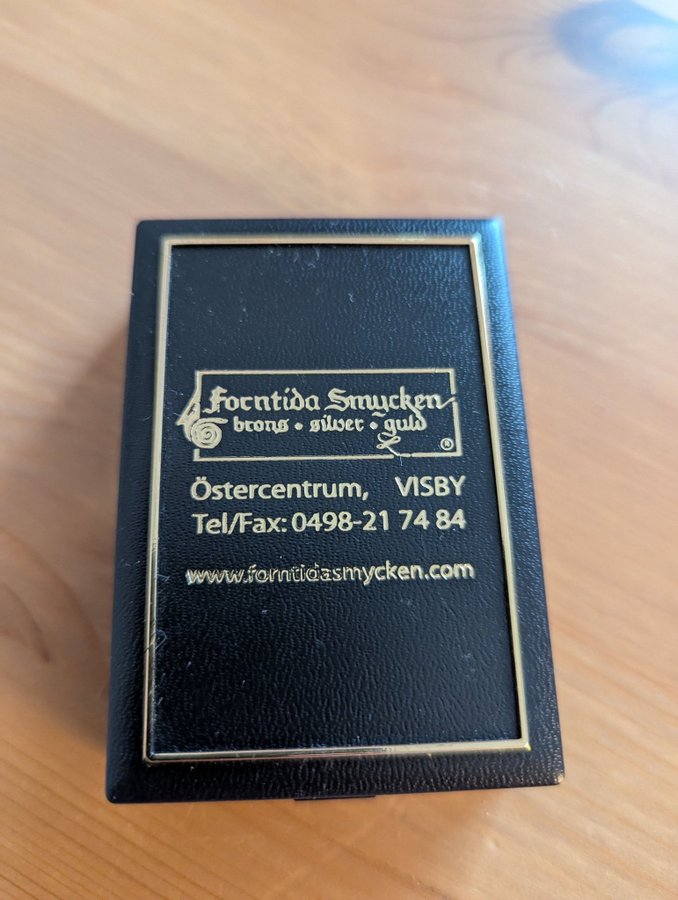 Forntida Smycken
brons • silver • guld
®
Östercentrum, VISBY
Tel/Fax: 0498-21 74 84
www.forntidasmycken.com